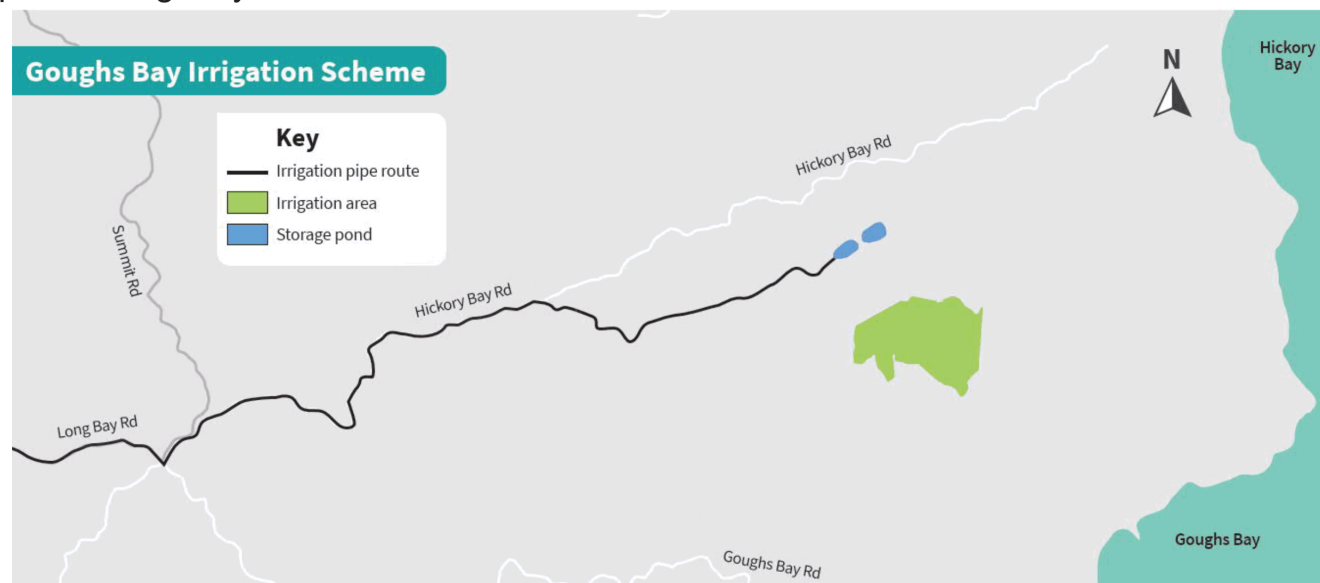 Goughs Bay Irrigation Scheme
Key
Irrigation pipe route
Irrigation area
Storage pond
N
Hickory
Bay
Hickory Bay Rd
Summit Rd
Hickory Bay Rd
Long Bay Rd
Goughs Bay
Goughs Bay Rd